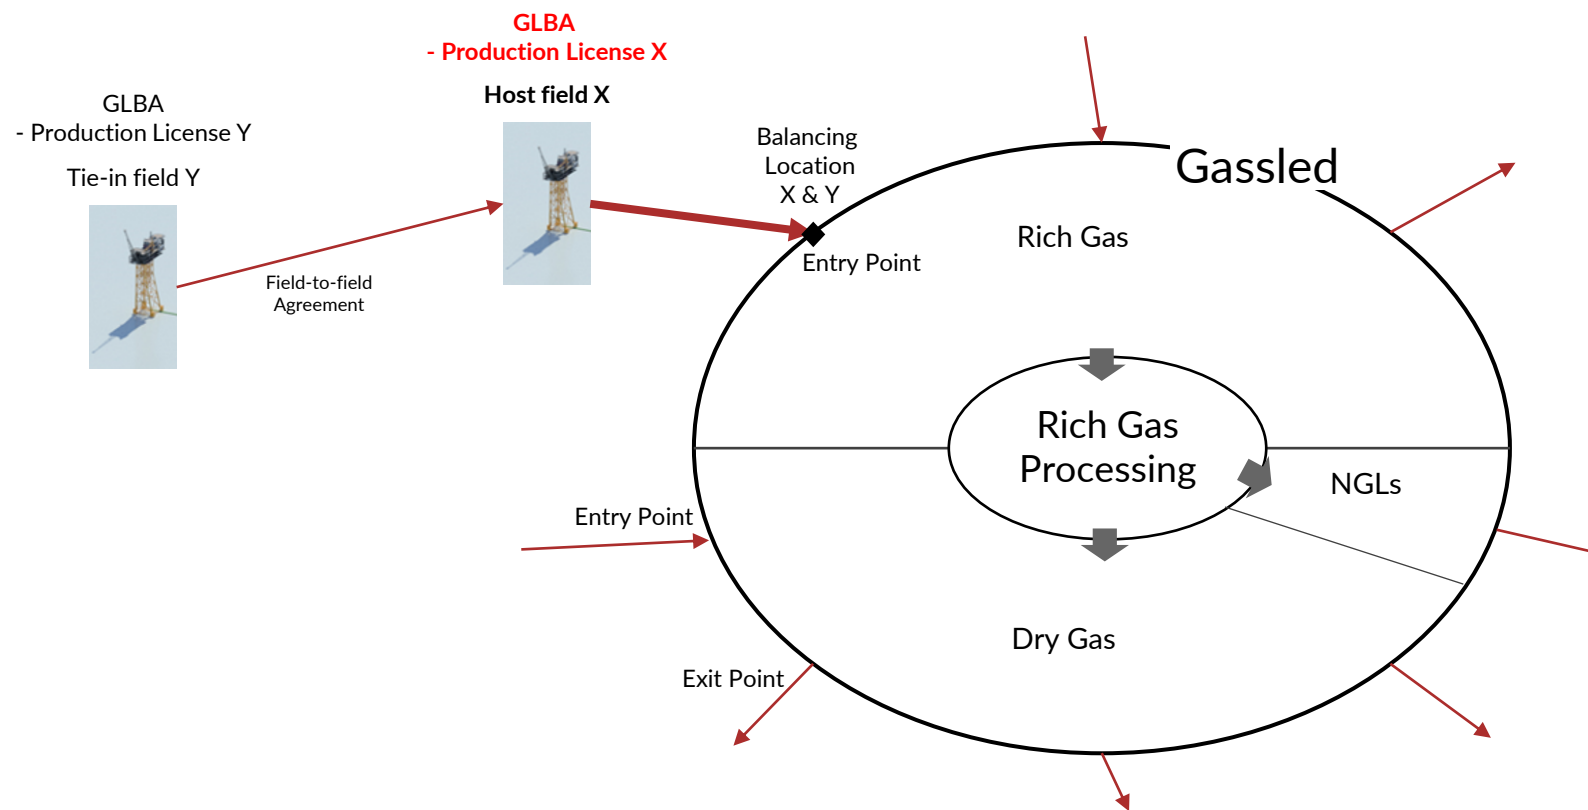 GLBA
- Production License X
Host field X
GLBA
- Production License Y
Tie-in field Y
Field-to-field
Agreement
Balancing
Location
X & Y
Entry Point
Gassled
Rich Gas
Rich Gas
Processing
NGLs
Entry Point
Dry Gas
Exit Point